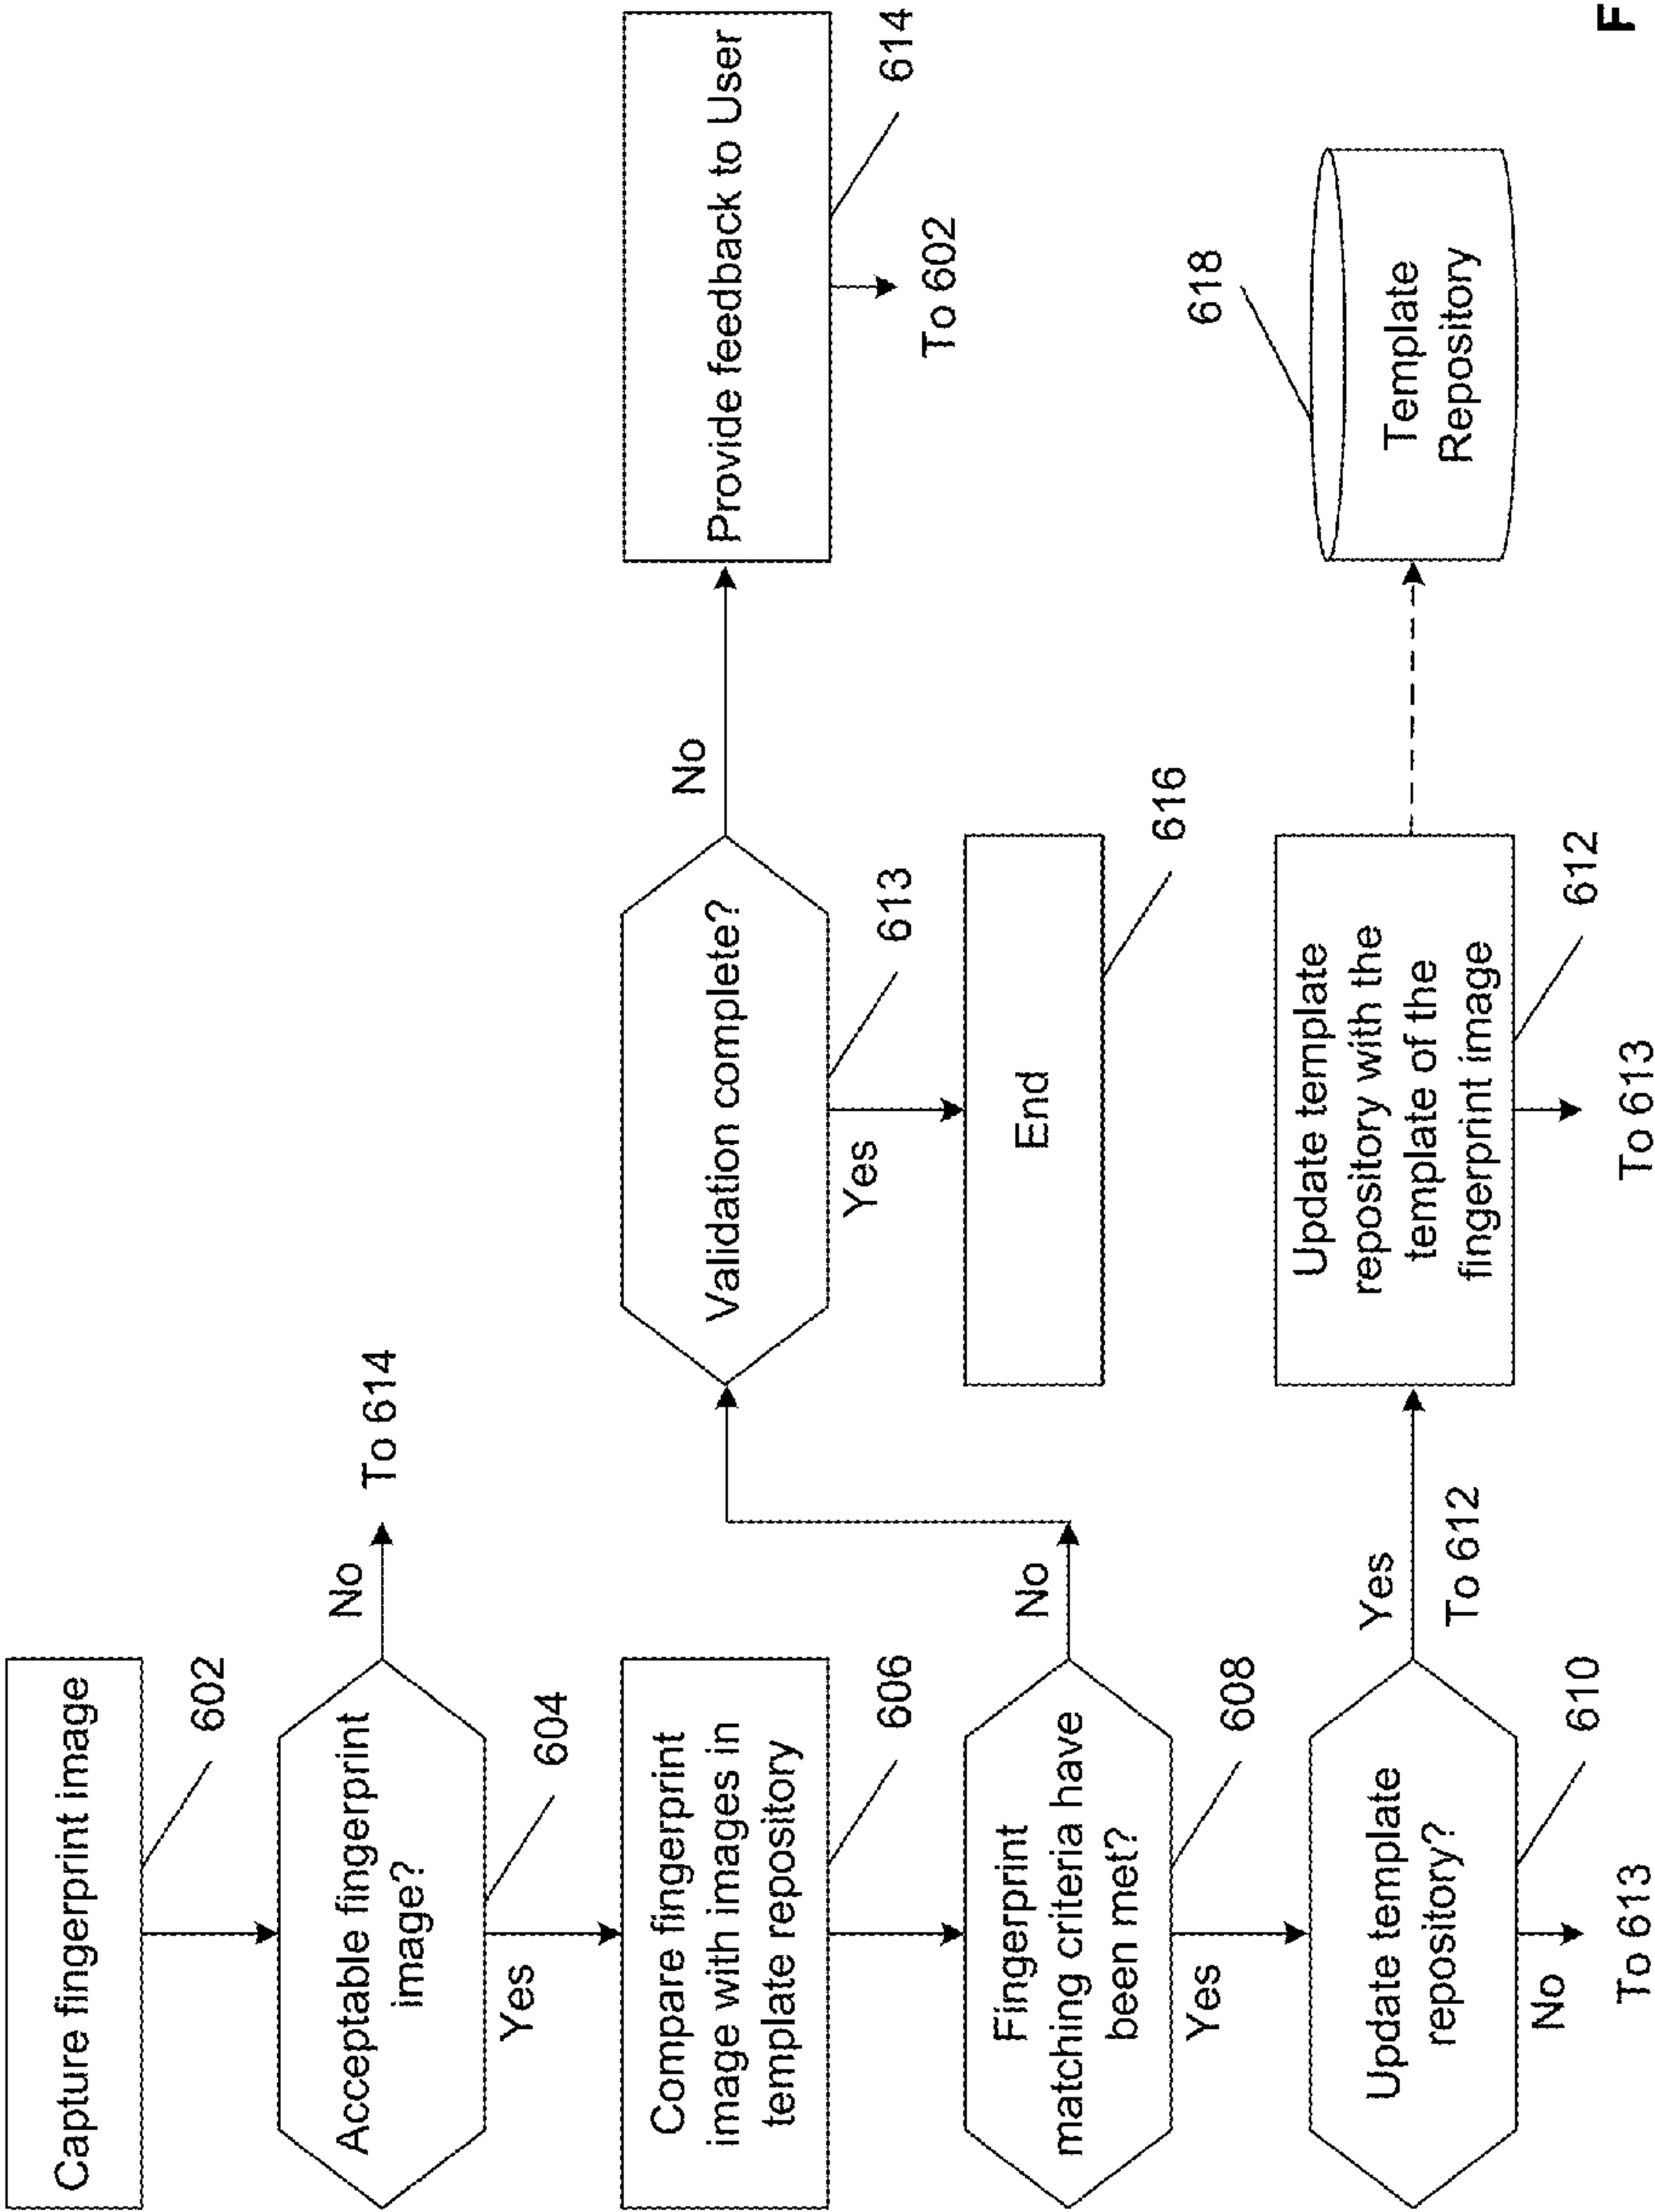 Capture fingerprint image
602
Acceptable fingerprint
image?
604
No
To 614
Yes
Compare fingerprint
image with images in
template repository
606
Fingerprint
matching criteria have
been met?
608
No
Yes
Validation complete?
613
No
Yes
Provide feedback to User
614
To 602
End
616
Update template
repository?
610
Yes
To 612
No
To 613
Update template
repository with the
template of the
fingerprint image
612
To 613
618
Template
Repository
F